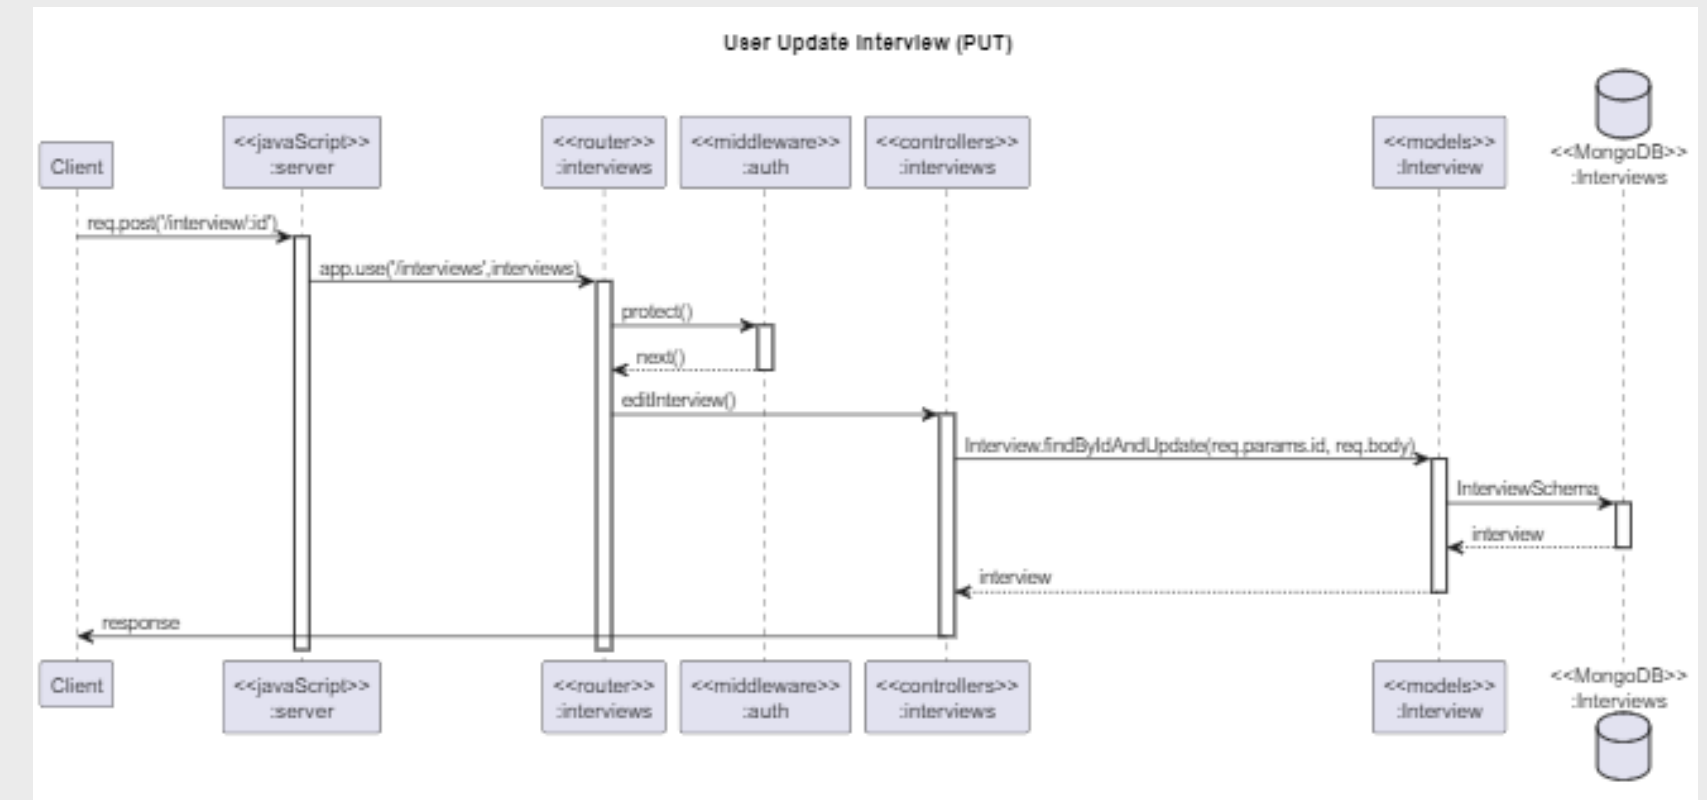 User Update Interview (PUT)
<<MongoDB>>
:Interviews
Client
<<javaScript>>
:server
<<router>>
:interviews
<<middleware>>
:auth
<<controllers>>
:interviews
<<models>>
:Interview
req.post('/interview/:id')
app.use('/interviews',interviews)
protect()
next()
editInterview()
Interview.findByIdAndUpdate(req.params.id, req.body)
InterviewSchema
interview
interview
response
Client
<<javaScript>>
:server
<<router>>
:interviews
<<middleware>>
:auth
<<controllers>>
:interviews
<<models>>
:Interview
<<MongoDB>>
:Interviews